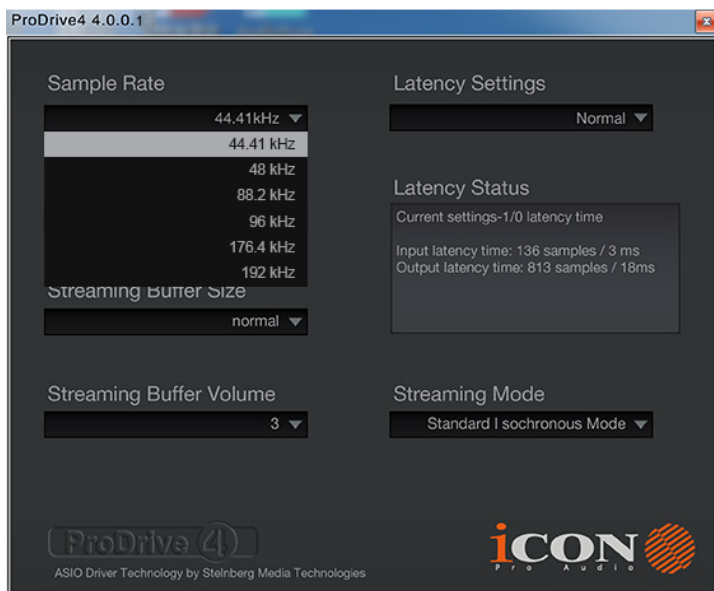 ProDrive4 4.0.0.1
Sample Rate
44.41kHz
44.41 kHz
48 kHz
88.2 kHz
96 kHz
176.4 kHz
192 kHz
Streaming Buffer Size
normal
Streaming Buffer Volume
3
Latency Settings
Normal
Latency Status
Current settings-1/0 latency time
Input latency time: 136 samples / 3 ms
Output latency time: 813 samples / 18ms
Streaming Mode
Standard I sochronous Mode
ProDrive 4
ASIO Driver Technology by Steinberg Media Technologies
iCON
Pro Audio